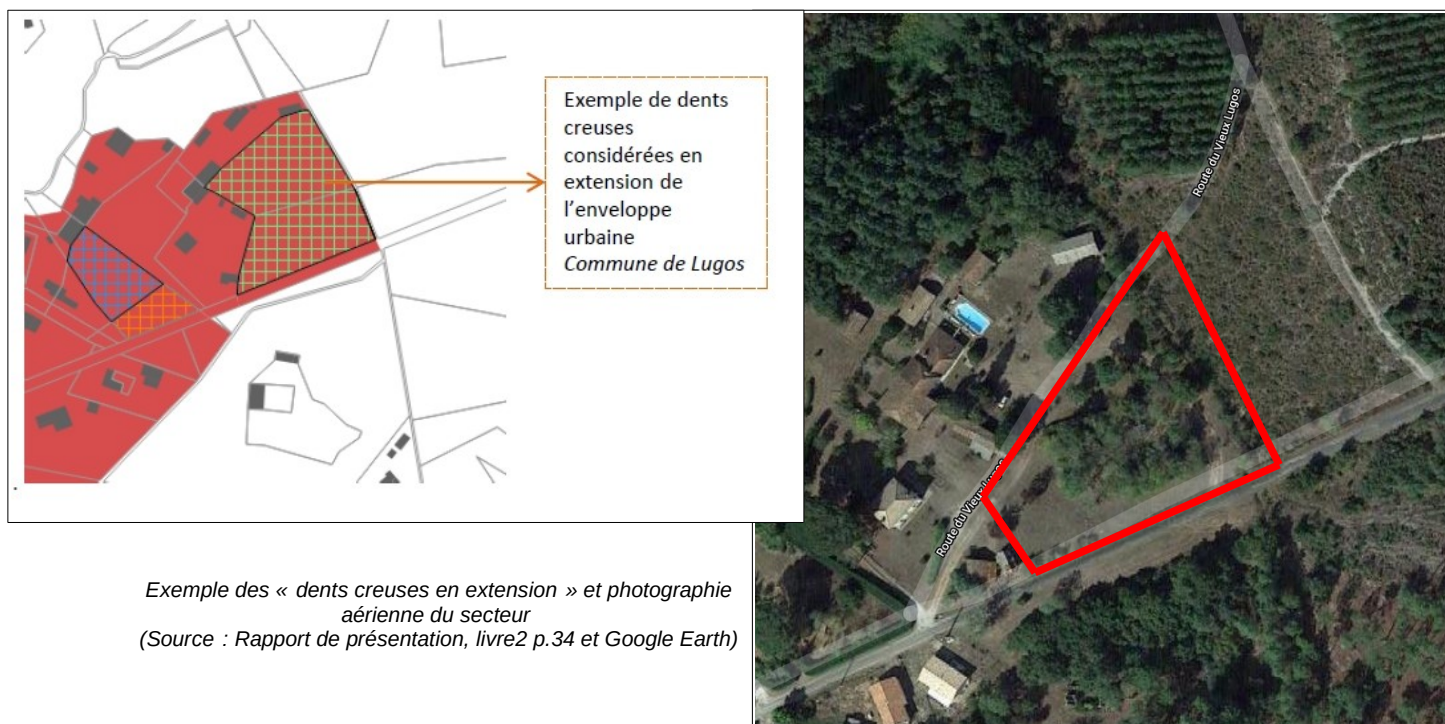 Exemple de dents
creuses
considérées en
extension de
l'enveloppe
urbaine
Commune de Lugos
Route du Vieux Lugos
Route du Vieux Lugos
Exemple des « dents creuses en extension » et photographie
aérienne du secteur
(Source : Rapport de présentation, livre2 p.34 et Google Earth)